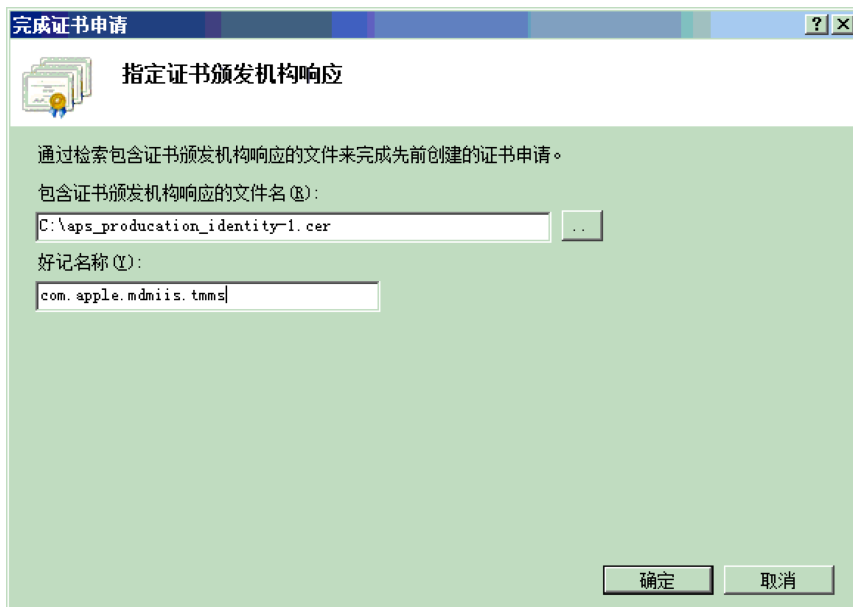 完成证书申请
指定证书颁发机构响应
通过检索包含证书颁发机构响应的文件来完成先前创建的证书申请。
包含证书颁发机构响应的文件名(R):
C:\aps_producation_identity-1.cer
..
好记名称(Y):
com.apple.mdmiis.tmms
确定 取消